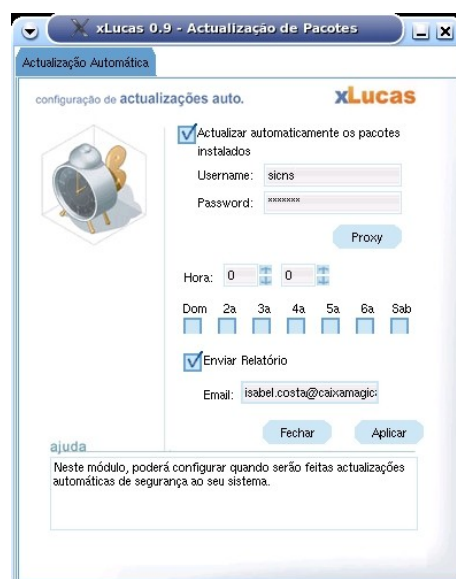 xLucas 0.9 - Actualização de Pacotes
Actualização Automática
configuração de actualizações auto.
xLucas
Actualizar automaticamente os pacotes
instalados
Username: sicns
Password: *******
Proxy
Hora: 0 0
Dom 2a 3a 4a 5a 6a Sab
Enviar Relatório
Email: isabel.costa@caixamagic
Fechar Aplicar
ajuda
Neste módulo, poderá configurar quando serão feitas actualizações
automáticas de segurança ao seu sistema.